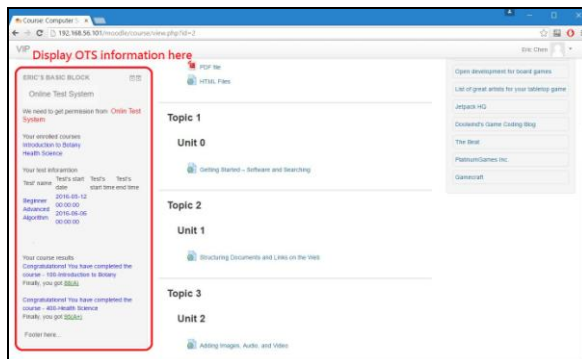 Course: Computer S
192.168.56.101/moodle/course/view.php?id=2
VIP
Display OTS information here
Eric Chen
ERIC'S BASIC BLOCK
Online Test System
We need to get permission from Onlin Test
System
Your enrolled courses
Introduction to Botany
Health Science
Your test inforamtion
Test' name
Test's start
date
Test's
start time
Test's
end time
Beginner
2016-05-12
00:00:00
Advanced
Algorithm
2016-06-06
00:00:00
Your course results
Congratulations! You have completed the
course - 10S-Introduction to Botany
Finally, you got
Congratulations! You have completed the
course - 40S-Health Science
Finally, you got
Footer here...
PDF file
HTML Files
Topic 1
Unit 0
Getting Started – Software and Searching
Topic 2
Unit 1
Structuring Documents and Links on the Web
Topic 3
Unit 2
Adding Images, Audio, and Video
Open development for board games
List of great artists for your tabletop game
Jetpack HQ
Dovland's Game Coding Blog
The Beat
PlatinumGames Inc.
Gamecraft